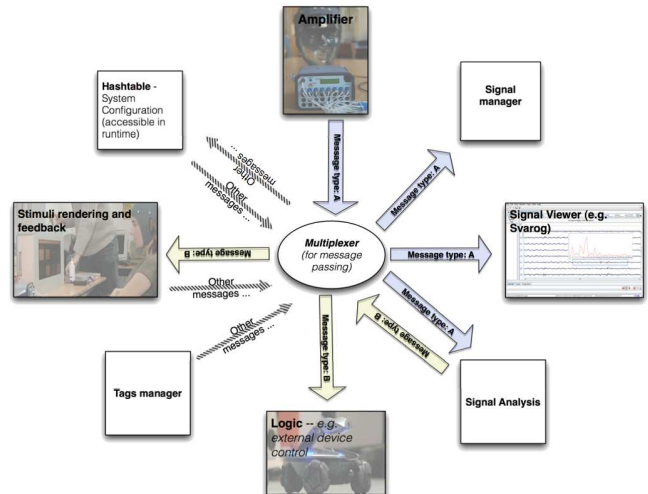 Amplifier
Hashtable -
System
Configuration
(accessible in
runtime)
Signal
manager
Message type: A
Other
messages ...
Other
messages ...
Message type: A
Stimuli rendering and
feedback
Message type: B
Multiplexer
(for message
passing)
Message type: A
Signal Viewer (e.g.
Svarog)
Other
messages ...
Message type: A
Message type: B
Other
messages ...
Message type: B
Tags manager
Signal Analysis
Logic -- e.g.
external device
control